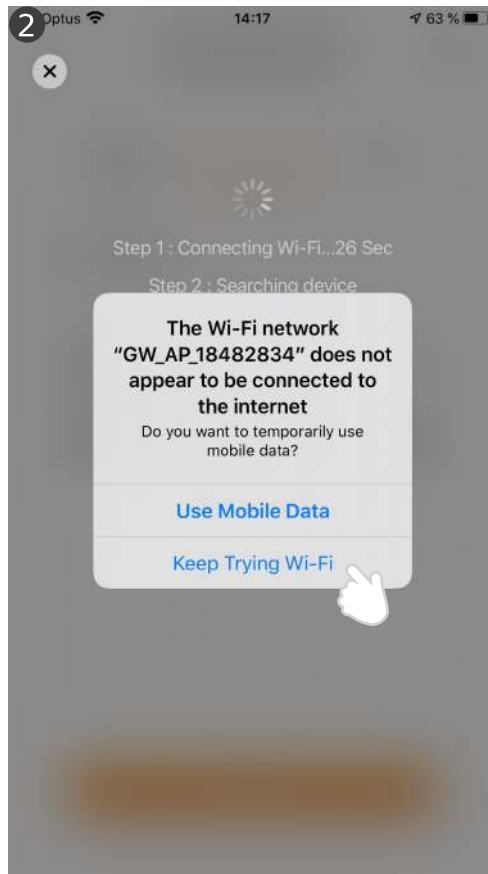 2
Optus 14:17 63 %
Step 1 : Connecting Wi-Fi...26 Sec
Step 2 : Searching device
The Wi-Fi network
“GW_AP_18482834” does not
appear to be connected to
the internet
Do you want to temporarily use
mobile data?
Use Mobile Data
Keep Trying Wi-Fi